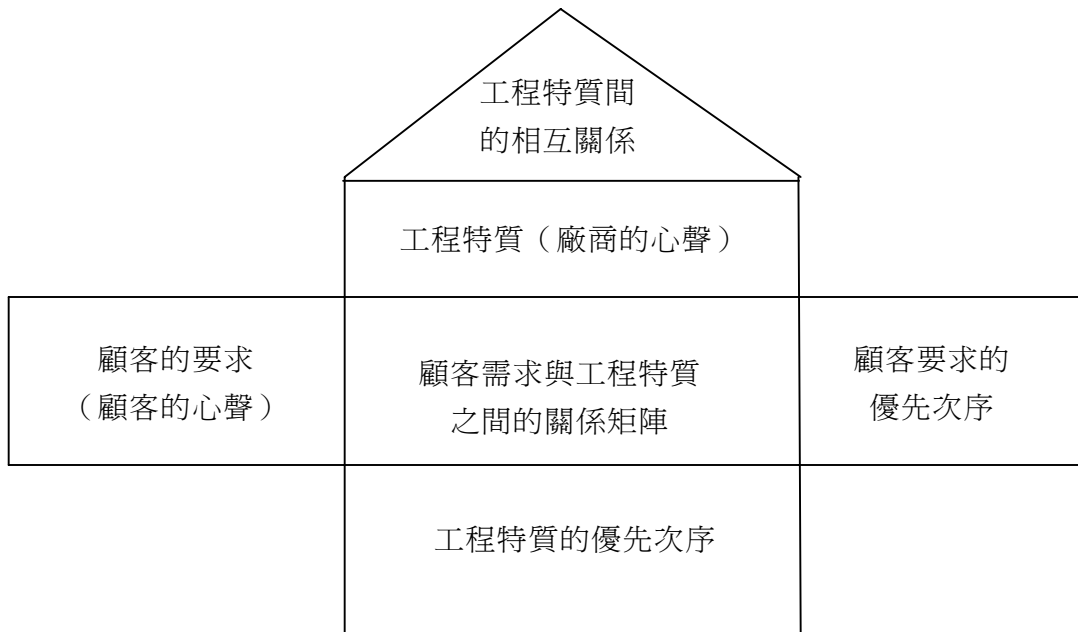 工程特質間
的相互關係
工程特質（廠商的心聲）
顧客的要求
（顧客的心聲）
顧客需求與工程特質
之間的關係矩陣
顧客要求的
優先次序
工程特質的優先次序